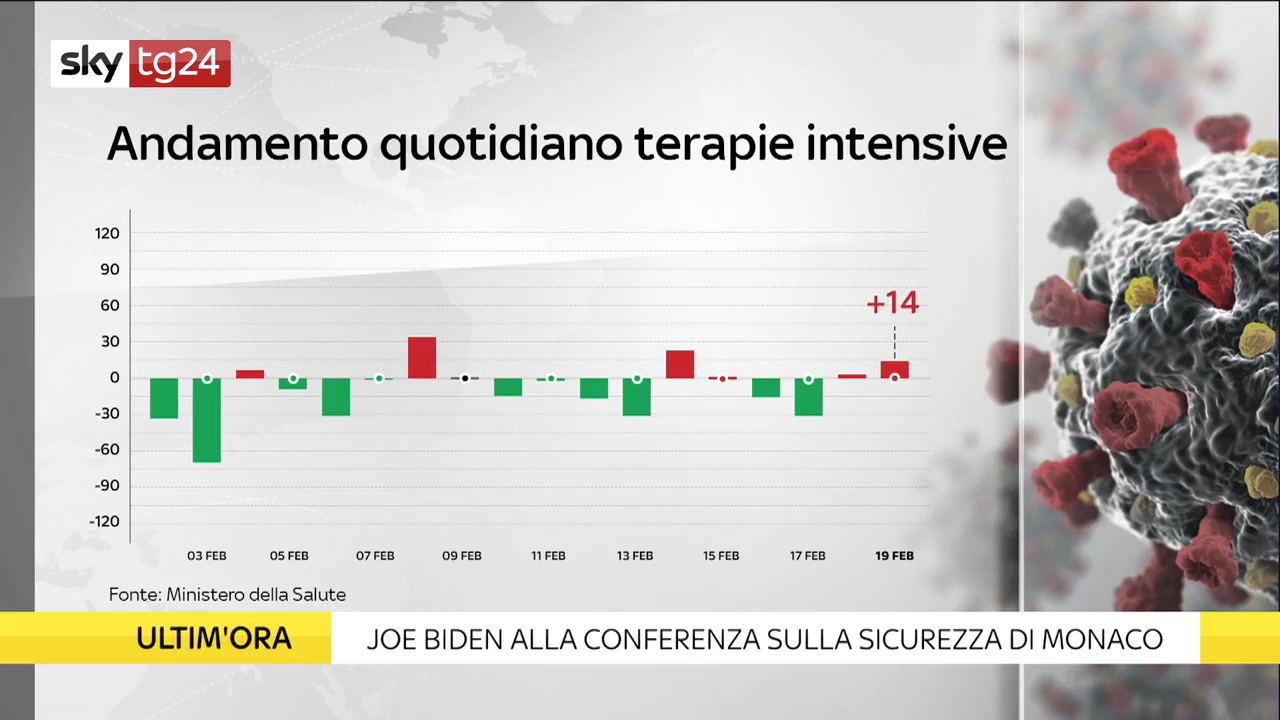 sky tg24
Andamento quotidiano terapie intensive
120
90
60
30
0
-30
-60
-90
-120
+14
03 FEB
05 FEB
07 FEB
09 FEB
11 FEB
13 FEB
15 FEB
17 FEB
19 FEB
Fonte: Ministero della Salute
ULTIM'ORA
JOE BIDEN ALLA CONFERENZA SULLA SICUREZZA DI MONACO